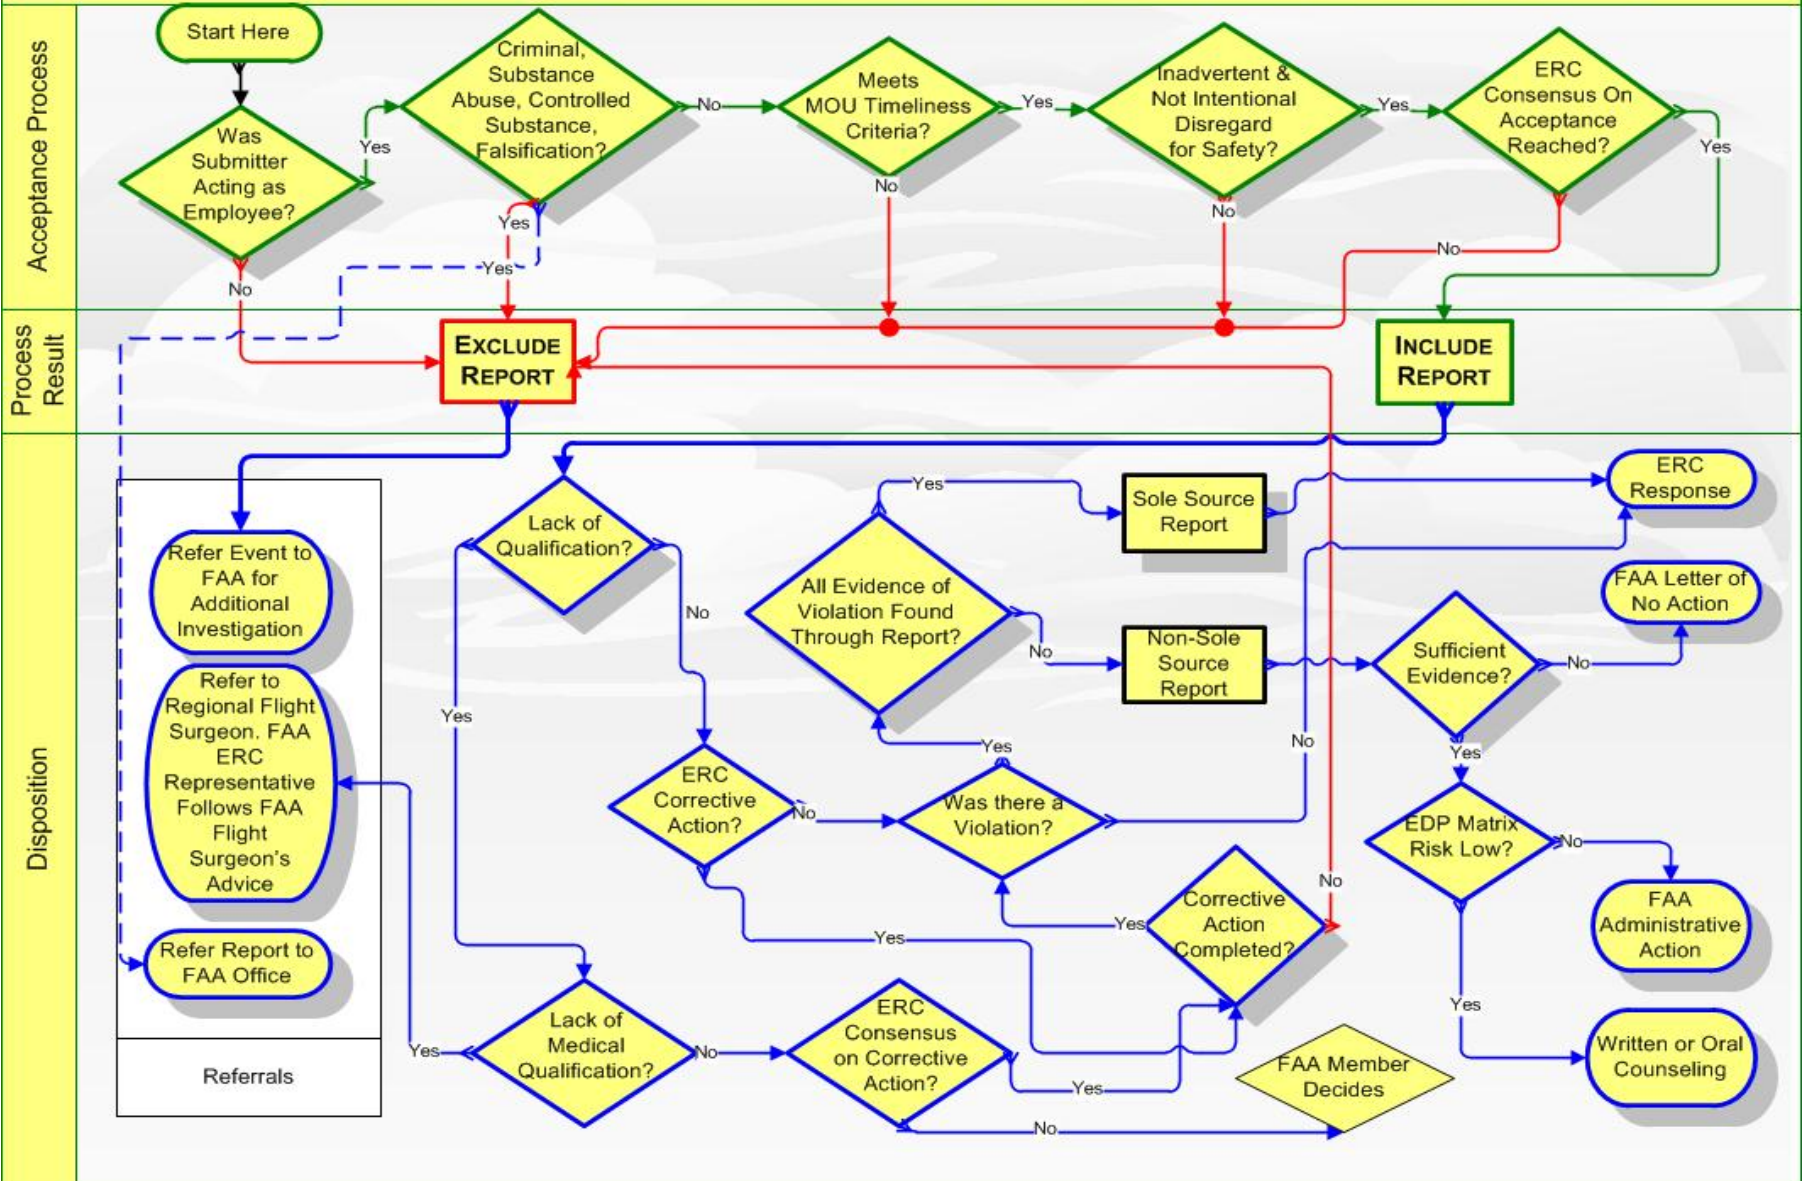 Acceptance Process
Start Here
Was
Submitter
Acting as
Employee?
Yes
No
Criminal,
Substance
Abuse, Controlled
Substance,
Falsification?
No
Yes
Yes
Meets
MOU Timeliness
Criteria?
Yes
No
Inadvertent &
Not Intentional
Disregard
for Safety?
Yes
No
ERC
Consensus On
Acceptance
Reached?
Yes
No
Process
Result
EXCLUDE
REPORT
INCLUDE
REPORT
Disposition
Refer Event to
FAA for
Additional
Investigation
Refer to
Regional Flight
Surgeon. FAA
ERC
Representative
Follows FAA
Flight
Surgeon's
Advice
Refer Report to
FAA Office
Referrals
Lack of
Qualification?
No
Yes
All Evidence of
Violation Found
Through Report?
Yes
No
Sole Source
Report
Non-Sole
Source
Report
ERC
Response
FAA Letter of
No Action
Sufficient
Evidence?
No
Yes
ERC
Corrective
Action?
No
Yes
Was there a
Violation?
Yes
No
EDP Matrix
Risk Low?
No
Yes
FAA
Administrative
Action
Corrective
Action
Completed?
Yes
No
Lack of
Medical
Qualification?
Yes
No
ERC
Consensus
on Corrective
Action?
Yes
No
FAA Member
Decides
Written or Oral
Counseling